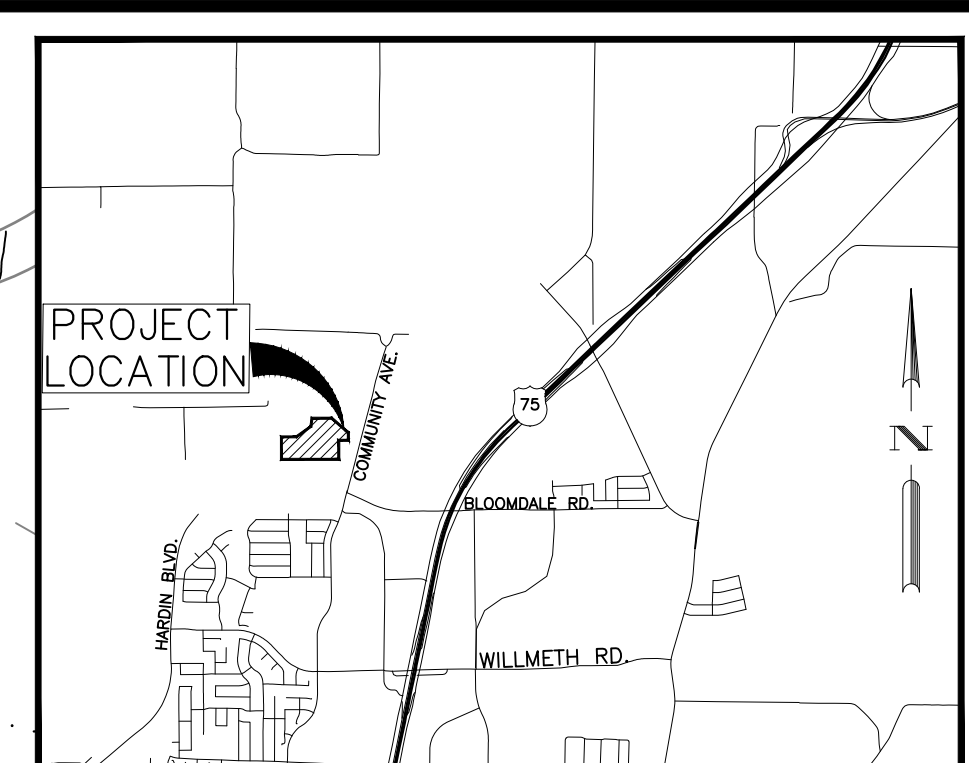 PROJECT
LOCATION
COMMUNITY AVE.
75
N
BLOOMDALE RD.
HARDIN BLVD.
WILLMETH RD.